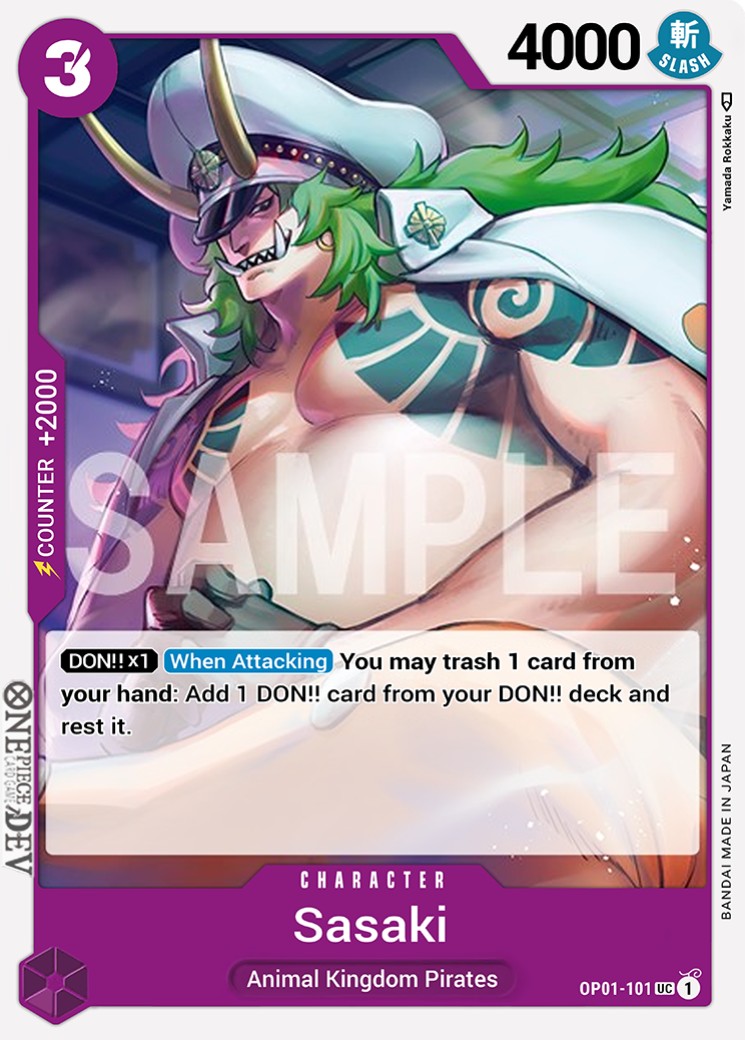 3
4000
斬
SLASH
Yamada Rokkaku
COUNTER +2000
SAMPLE
DON!! x1 When Attacking You may trash 1 card from
your hand: Add 1 DON!! card from your DON!! deck and
rest it.
ONE PIECE
CARD GAME
DEV
BANDAI MADE IN JAPAN
CHARACTER
Sasaki
Animal Kingdom Pirates
OP01-101 UC 1